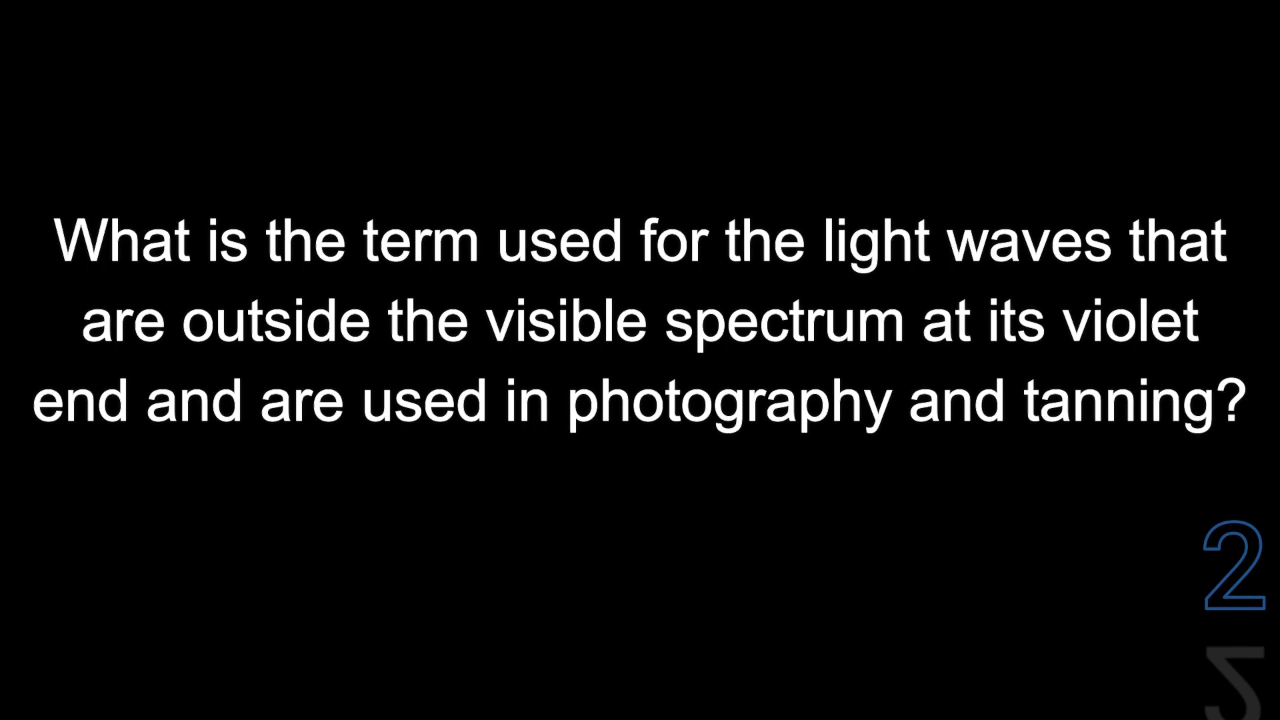 What is the term used for the light waves that
are outside the visible spectrum at its violet
end and are used in photography and tanning?
2